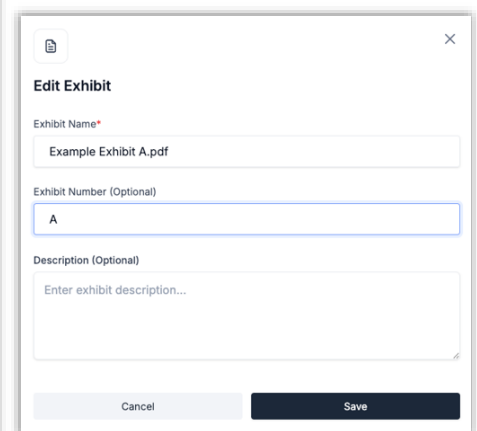 Edit Exhibit
Exhibit Name*
Example Exhibit A.pdf
Exhibit Number (Optional)
A
Description (Optional)
Enter exhibit description...
Cancel Save